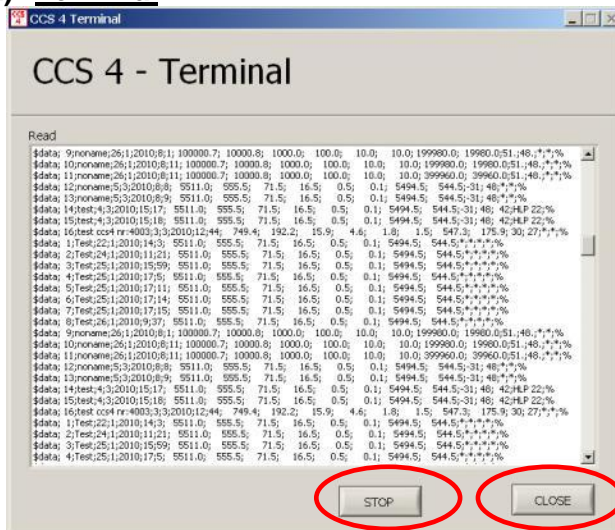 CCS 4 Terminal
CCS 4 - Terminal
Read
$data; 9;noname;26;1;2010;8;1; 100000.7; 10000.8; 1000.0; 100.0; 10.0; 10.0; 199980.0; 19980.0;51.;48.;*;*;%
$data; 10;noname;26;1;2010;8;11; 100000.7; 10000.8; 1000.0; 100.0; 10.0; 10.0; 199980.0; 19980.0;51.;48.;*;*;%
$data; 11;noname;26;1;2010;8;11; 100000.7; 10000.8; 1000.0; 100.0; 10.0; 10.0; 399960.0; 39960.0;51.;48.;*;*;%
$data; 12;noname;5;3;2010;8;8; 5511.0; 555.5; 71.5; 16.5; 0.5; 0.1; 5494.5; 544.5;-31; 48;*;*;%
$data; 13;noname;5;3;2010;8;9; 5511.0; 555.5; 71.5; 16.5; 0.5; 0.1; 5494.5; 544.5;-31; 48;*;*;%
$data; 14;test;4;3;2010;15;17; 5511.0; 555.5; 71.5; 16.5; 0.5; 0.1; 5494.5; 544.5;-31; 48; 42;HLP 22;%
$data; 15;test;4;3;2010;15;18; 5511.0; 555.5; 71.5; 16.5; 0.5; 0.1; 5494.5; 544.5;-31; 48; 42;HLP 22;%
$data; 16;test ccs4 nr:4003;3;3;2010;12;44; 749.4; 192.2; 15.9; 4.6; 1.8; 1.5; 547.3; 175.9; 30; 27;*;*;%
$data; 1;Test;22;1;2010;14;3; 5511.0; 555.5; 71.5; 16.5; 0.5; 0.1; 5494.5; 544.5;*;*;*;*;%
$data; 2;Test;24;1;2010;11;21; 5511.0; 555.5; 71.5; 16.5; 0.5; 0.1; 5494.5; 544.5;*;*;*;*;%
$data; 3;Test;25;1;2010;15;59; 5511.0; 555.5; 71.5; 16.5; 0.5; 0.1; 5494.5; 544.5;*;*;*;*;%
$data; 4;Test;25;1;2010;17;5; 5511.0; 555.5; 71.5; 16.5; 0.5; 0.1; 5494.5; 544.5;*;*;*;*;%
$data; 5;Test;25;1;2010;17;11; 5511.0; 555.5; 71.5; 16.5; 0.5; 0.1; 5494.5; 544.5;*;*;*;*;%
$data; 6;Test;25;1;2010;17;14; 5511.0; 555.5; 71.5; 16.5; 0.5; 0.1; 5494.5; 544.5;*;*;*;*;%
$data; 7;Test;25;1;2010;17;15; 5511.0; 555.5; 71.5; 16.5; 0.5; 0.1; 5494.5; 544.5;*;*;*;*;%
$data; 8;Test;26;1;2010;9;37; 5511.0; 555.5; 71.5; 16.5; 0.5; 0.1; 5494.5; 544.5;*;*;*;*;%
$data; 9;noname;26;1;2010;8;1; 100000.7; 10000.8; 1000.0; 100.0; 10.0; 10.0; 199980.0; 19980.0;51.;48.;*;*;%
$data; 10;noname;26;1;2010;8;11; 100000.7; 10000.8; 1000.0; 100.0; 10.0; 10.0; 199980.0; 19980.0;51.;48.;*;*;%
$data; 11;noname;26;1;2010;8;11; 100000.7; 10000.8; 1000.0; 100.0; 10.0; 10.0; 399960.0; 39960.0;51.;48.;*;*;%
$data; 12;noname;5;3;2010;8;8; 5511.0; 555.5; 71.5; 16.5; 0.5; 0.1; 5494.5; 544.5;-31; 48;*;*;%
$data; 13;noname;5;3;2010;8;9; 5511.0; 555.5; 71.5; 16.5; 0.5; 0.1; 5494.5; 544.5;-31; 48;*;*;%
$data; 14;test;4;3;2010;15;17; 5511.0; 555.5; 71.5; 16.5; 0.5; 0.1; 5494.5; 544.5;-31; 48; 42;HLP 22;%
$data; 15;test;4;3;2010;15;18; 5511.0; 555.5; 71.5; 16.5; 0.5; 0.1; 5494.5; 544.5;-31; 48; 42;HLP 22;%
$data; 16;test ccs4 nr:4003;3;3;2010;12;44; 749.4; 192.2; 15.9; 4.6; 1.8; 1.5; 547.3; 175.9; 30; 27;*;*;%
$data; 1;Test;22;1;2010;14;3; 5511.0; 555.5; 71.5; 16.5; 0.5; 0.1; 5494.5; 544.5;*;*;*;*;%
$data; 2;Test;24;1;2010;11;21; 5511.0; 555.5; 71.5; 16.5; 0.5; 0.1; 5494.5; 544.5;*;*;*;*;%
$data; 3;Test;25;1;2010;15;59; 5511.0; 555.5; 71.5; 16.5; 0.5; 0.1; 5494.5; 544.5;*;*;*;*;%
$data; 4;Test;25;1;2010;17;5; 5511.0; 555.5; 71.5; 16.5; 0.5; 0.1; 5494.5; 544.5;*;*;*;*;%
STOP
CLOSE